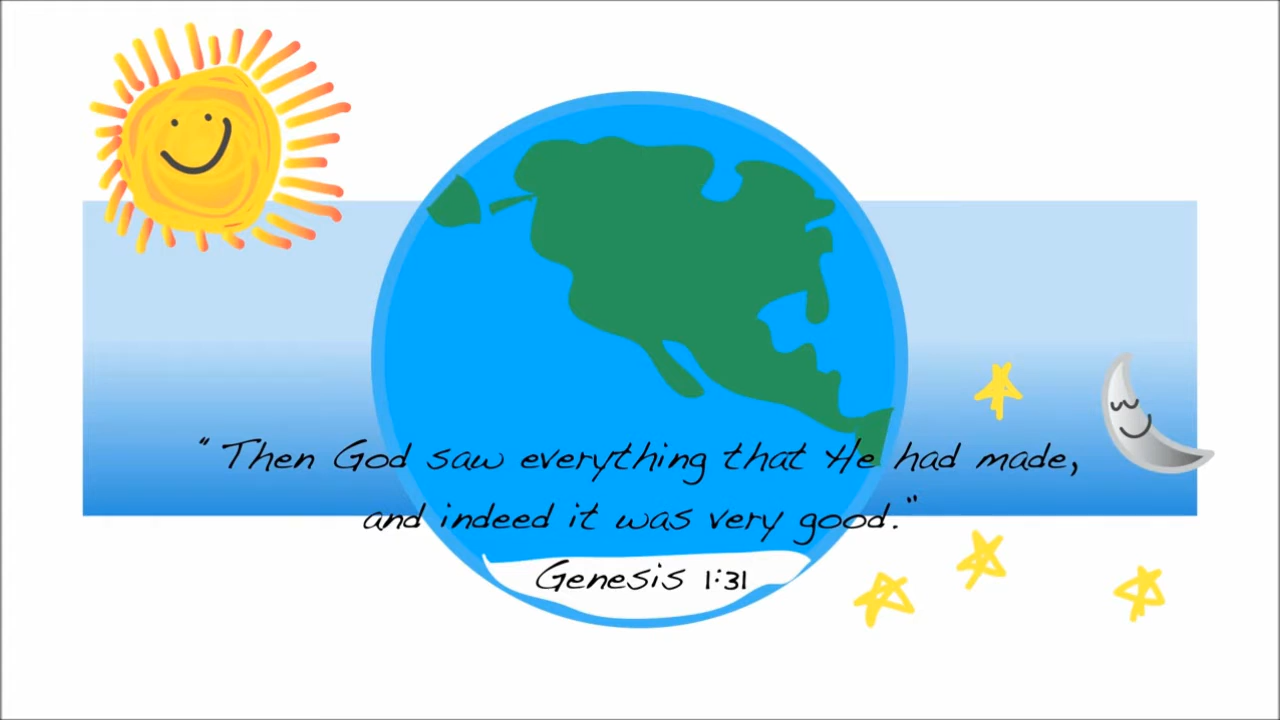 "Then God saw everything that He had made,
and indeed it was very good."
Genesis 1:31